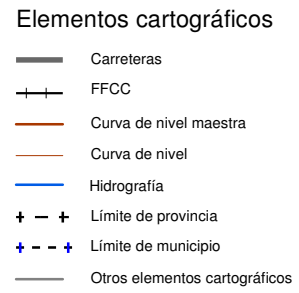 Elementos cartográficos
Carreteras
FFCC
Curva de nivel maestra
Curva de nivel
Hidrografía
Límite de provincia
Límite de municipio
Otros elementos cartográficos